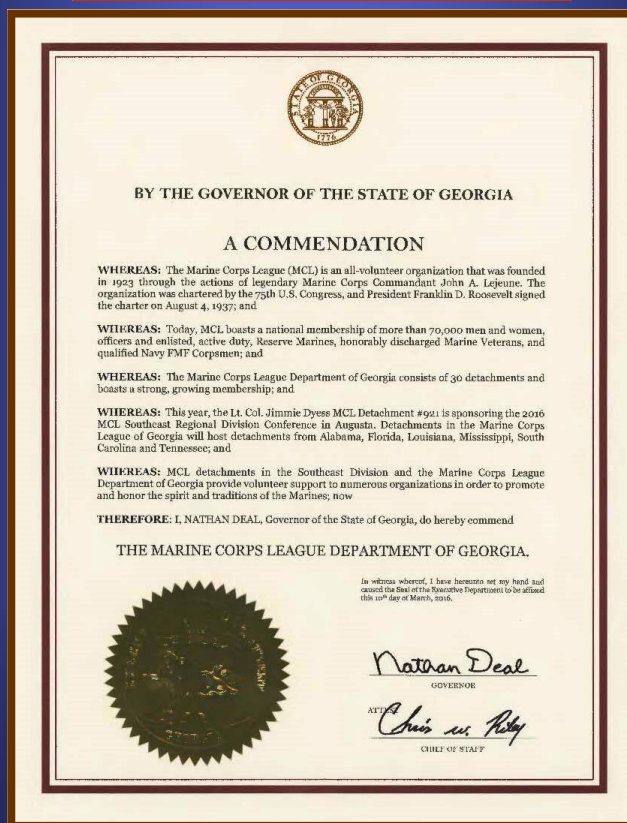 STATE OF GEORGIA
1776
BY THE GOVERNOR OF THE STATE OF GEORGIA
A COMMENDATION
WHEREAS: The Marine Corps League (MCL) is an all-volunteer organization that was founded
in 1923 through the actions of legendary Marine Corps Commandant John A. Lejeune. The
organization was chartered by the 75th U.S. Congress, and President Franklin D. Roosevelt signed
the charter on August 4, 1937; and
WHEREAS: Today, MCL boasts a national membership of more than 70,000 men and women,
officers and enlisted, active duty, Reserve Marines, honorably discharged Marine Veterans, and
qualified Navy FMF Corpsmen; and
WHEREAS: The Marine Corps League Department of Georgia consists of 30 detachments and
boasts a strong, growing membership; and
WHEREAS: This year, the Lt. Col. Jimmie Dyess MCL Detachment #921 is sponsoring the 2016
MCL Southeast Regional Division Conference in Augusta. Detachments in the Marine Corps
League of Georgia will host detachments from Alabama, Florida, Louisiana, Mississippi, South
Carolina and Tennessee; and
WHEREAS: MCL detachments in the Southeast Division and the Marine Corps League
Department of Georgia provide volunteer support to numerous organizations in order to promote
and honor the spirit and traditions of the Marines; now
THEREFORE: I, NATHAN DEAL, Governor of the State of Georgia, do hereby commend
THE MARINE CORPS LEAGUE DEPARTMENT OF GEORGIA.
In witness whereof, I have hereunto set my hand and
caused the Seal of the Executive Department to be affixed
this 10th day of March, 2016.
Nathan Deal
GOVERNOR
ATTEST
Chris W. Riley
CHIEF OF STAFF